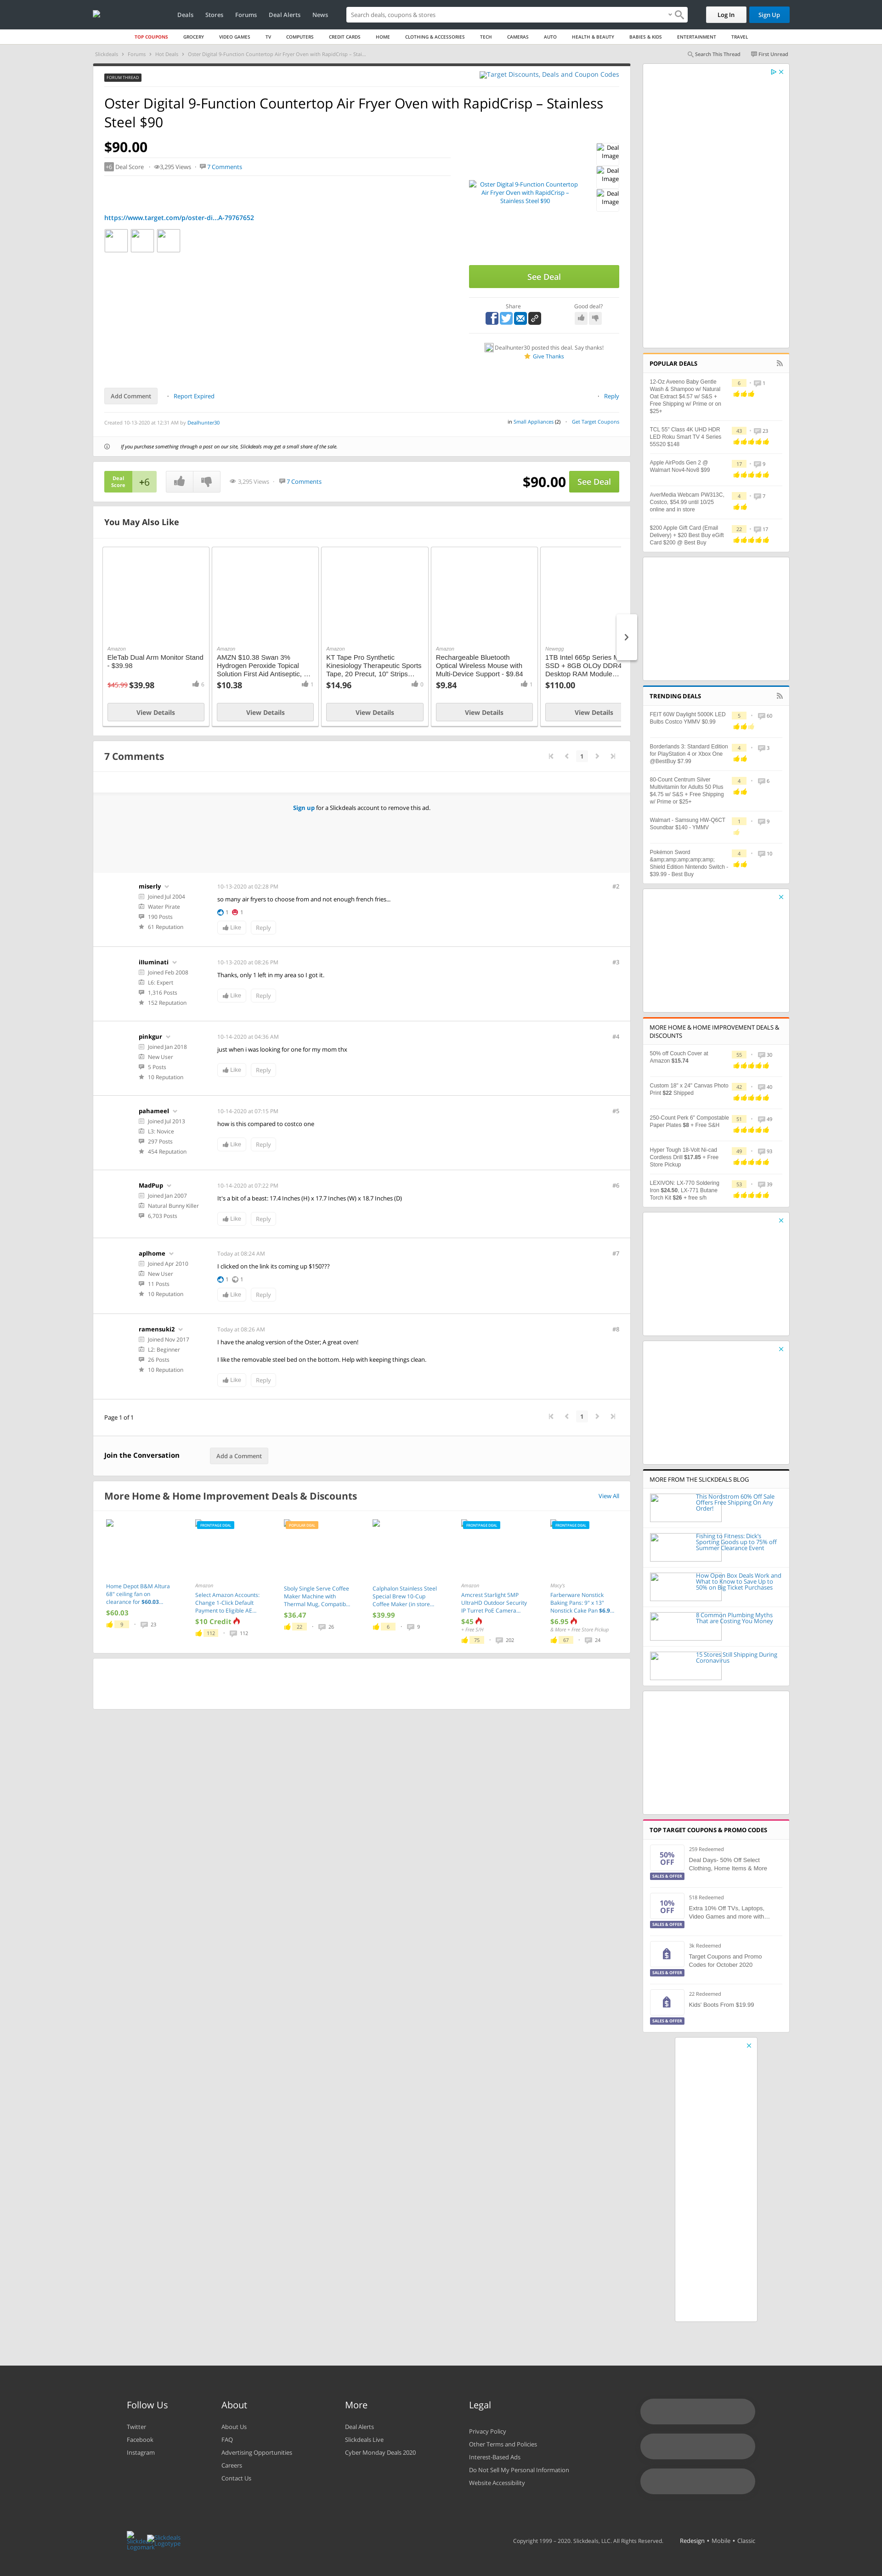 Deals Stores Forums Deal Alerts News
Search deals, coupons & stores
Log In
Sign Up
TOP COUPONS GROCERY VIDEO GAMES TV COMPUTERS CREDIT CARDS HOME CLOTHING & ACCESSORIES TECH CAMERAS AUTO HEALTH & BEAUTY BABIES & KIDS ENTERTAINMENT TRAVEL
Slickdeals › Forums › Hot Deals › Oster Digital 9-Function Countertop Air Fryer Oven with RapidCrisp – Stai...
Search This Thread
First Unread
FORUM THREAD
Target Discounts, Deals and Coupon Codes
Oster Digital 9-Function Countertop Air Fryer Oven with RapidCrisp – Stainless
Steel $90
$90.00
+6 Deal Score · 3,295 Views · 7 Comments
https://www.target.com/p/oster-di...A-79767652
Oster Digital 9-Function Countertop
Air Fryer Oven with RapidCrisp –
Stainless Steel $90
Deal
Image
Deal
Image
Deal
Image
See Deal
Share
Good deal?
Dealhunter30 posted this deal. Say thanks!
Give Thanks
Add Comment
Report Expired
Reply
Created 10-13-2020 at 12:31 AM by Dealhunter30
in Small Appliances (2) · Get Target Coupons
If you purchase something through a post on our site, Slickdeals may get a small share of the sale.
Deal
Score
+6
3,295 Views
7 Comments
$90.00
See Deal
You May Also Like
Amazon
EleTab Dual Arm Monitor Stand
- $39.98
$45.99 $39.98
6
View Details
Amazon
AMZN $10.38 Swan 3%
Hydrogen Peroxide Topical
Solution First Aid Antiseptic, …
$10.38
1
View Details
Amazon
KT Tape Pro Synthetic
Kinesiology Therapeutic Sports
Tape, 20 Precut, 10" Strips…
$14.96
0
View Details
Amazon
Rechargeable Bluetooth
Optical Wireless Mouse with
Multi-Device Support - $9.84
$9.84
1
View Details
Newegg
1TB Intel 665p Series M
SSD + 8GB OLOy DDR4
Desktop RAM Module…
$110.00
View Details
7 Comments
1
Sign up for a Slickdeals account to remove this ad.
miserly
Joined Jul 2004
Water Pirate
190 Posts
61 Reputation
10-13-2020 at 02:28 PM
#2
so many air fryers to choose from and not enough french fries...
1 1
Like
Reply
illuminati
Joined Feb 2008
L6: Expert
1,316 Posts
152 Reputation
10-13-2020 at 08:26 PM
#3
Thanks, only 1 left in my area so I got it.
Like
Reply
pinkgur
Joined Jan 2018
New User
5 Posts
10 Reputation
10-14-2020 at 04:36 AM
#4
just when i was looking for one for my mom thx
Like
Reply
pahameel
Joined Jul 2013
L3: Novice
297 Posts
454 Reputation
10-14-2020 at 07:15 PM
#5
how is this compared to costco one
Like
Reply
MadPup
Joined Jan 2007
Natural Bunny Killer
6,703 Posts
10-14-2020 at 07:22 PM
#6
It's a bit of a beast: 17.4 Inches (H) x 17.7 Inches (W) x 18.7 Inches (D)
Like
Reply
aplhome
Joined Apr 2010
New User
11 Posts
10 Reputation
Today at 08:24 AM
#7
I clicked on the link its coming up $150???
1 1
Like
Reply
ramensuki2
Joined Nov 2017
L2: Beginner
26 Posts
10 Reputation
Today at 08:26 AM
#8
I have the analog version of the Oster; A great oven!
I like the removable steel bed on the bottom. Help with keeping things clean.
Like
Reply
Page 1 of 1
1
Join the Conversation
Add a Comment
More Home & Home Improvement Deals & Discounts
View All
Home Depot B&M Altura
68" ceiling fan on
clearance for $60.03...
$60.03
9 · 23
FRONTPAGE DEAL
Amazon
Select Amazon Accounts:
Change 1-Click Default
Payment to Eligible AE...
$10 Credit
112 · 112
POPULAR DEAL
Sboly Single Serve Coffee
Maker Machine with
Thermal Mug, Compatib...
$36.47
22 · 26
Calphalon Stainless Steel
Special Brew 10-Cup
Coffee Maker (in store...
$39.99
6 · 9
FRONTPAGE DEAL
Amazon
Amcrest Starlight 5MP
UltraHD Outdoor Security
IP Turret PoE Camera...
$45
+ Free S/H
75 · 202
FRONTPAGE DEAL
Macy's
Farberware Nonstick
Baking Pans: 9" x 13"
Nonstick Cake Pan $6.9...
$6.95
& More + Free Store Pickup
67 · 24
POPULAR DEALS
12-Oz Aveeno Baby Gentle
Wash & Shampoo w/ Natural
Oat Extract $4.57 w/ S&S +
Free Shipping w/ Prime or on
$25+
6 · 1
TCL 55" Class 4K UHD HDR
LED Roku Smart TV 4 Series
55S20 $148
43 · 23
Apple AirPods Gen 2 @
Walmart Nov4-Nov8 $99
17 · 9
AverMedia Webcam PW313C,
Costco, $54.99 until 10/25
online and in store
4 · 7
$200 Apple Gift Card (Email
Delivery) + $20 Best Buy eGift
Card $200 @ Best Buy
22 · 17
TRENDING DEALS
FEIT 60W Daylight 5000K LED
Bulbs Costco YMMV $0.99
5 · 60
Borderlands 3: Standard Edition
for PlayStation 4 or Xbox One
@BestBuy $7.99
4 · 3
80-Count Centrum Silver
Multivitamin for Adults 50 Plus
$4.75 w/ S&S + Free Shipping
w/ Prime or $25+
4 · 6
Walmart - Samsung HW-Q6CT
Soundbar $140 - YMMV
1 · 9
Pokémon Sword
&amp;amp;amp;amp;amp;
Shield Edition Nintendo Switch -
$39.99 - Best Buy
4 · 10
MORE HOME & HOME IMPROVEMENT DEALS &
DISCOUNTS
50% off Couch Cover at
Amazon $15.74
55 · 30
Custom 18" x 24" Canvas Photo
Print $22 Shipped
42 · 40
250-Count Perk 6" Compostable
Paper Plates $8 + Free S&H
51 · 49
Hyper Tough 18-Volt Ni-cad
Cordless Drill $17.85 + Free
Store Pickup
49 · 93
LEXIVON: LX-770 Soldering
Iron $24.50, LX-771 Butane
Torch Kit $26 + free s/h
53 · 39
MORE FROM THE SLICKDEALS BLOG
This Nordstrom 60% Off Sale
Offers Free Shipping On Any
Order!
Fishing to Fitness: Dick's
Sporting Goods up to 75% off
Summer Clearance Event
How Open Box Deals Work and
What to Know to Save Up to
50% on Big Ticket Purchases
8 Common Plumbing Myths
That are Costing You Money
15 Stores Still Shipping During
Coronavirus
TOP TARGET COUPONS & PROMO CODES
50%
OFF
SALES & OFFER
259 Redeemed
Deal Days- 50% Off Select
Clothing, Home Items & More
10%
OFF
SALES & OFFER
518 Redeemed
Extra 10% Off TVs, Laptops,
Video Games and more with…
SALES & OFFER
3k Redeemed
Target Coupons and Promo
Codes for October 2020
SALES & OFFER
22 Redeemed
Kids' Boots From $19.99
Follow Us
Twitter
Facebook
Instagram
About
About Us
FAQ
Advertising Opportunities
Careers
Contact Us
More
Deal Alerts
Slickdeals Live
Cyber Monday Deals 2020
Legal
Privacy Policy
Other Terms and Policies
Interest-Based Ads
Do Not Sell My Personal Information
Website Accessibility
Slickdeals
Logotype
Copyright 1999 – 2020. Slickdeals, LLC. All Rights Reserved.
Redesign • Mobile • Classic